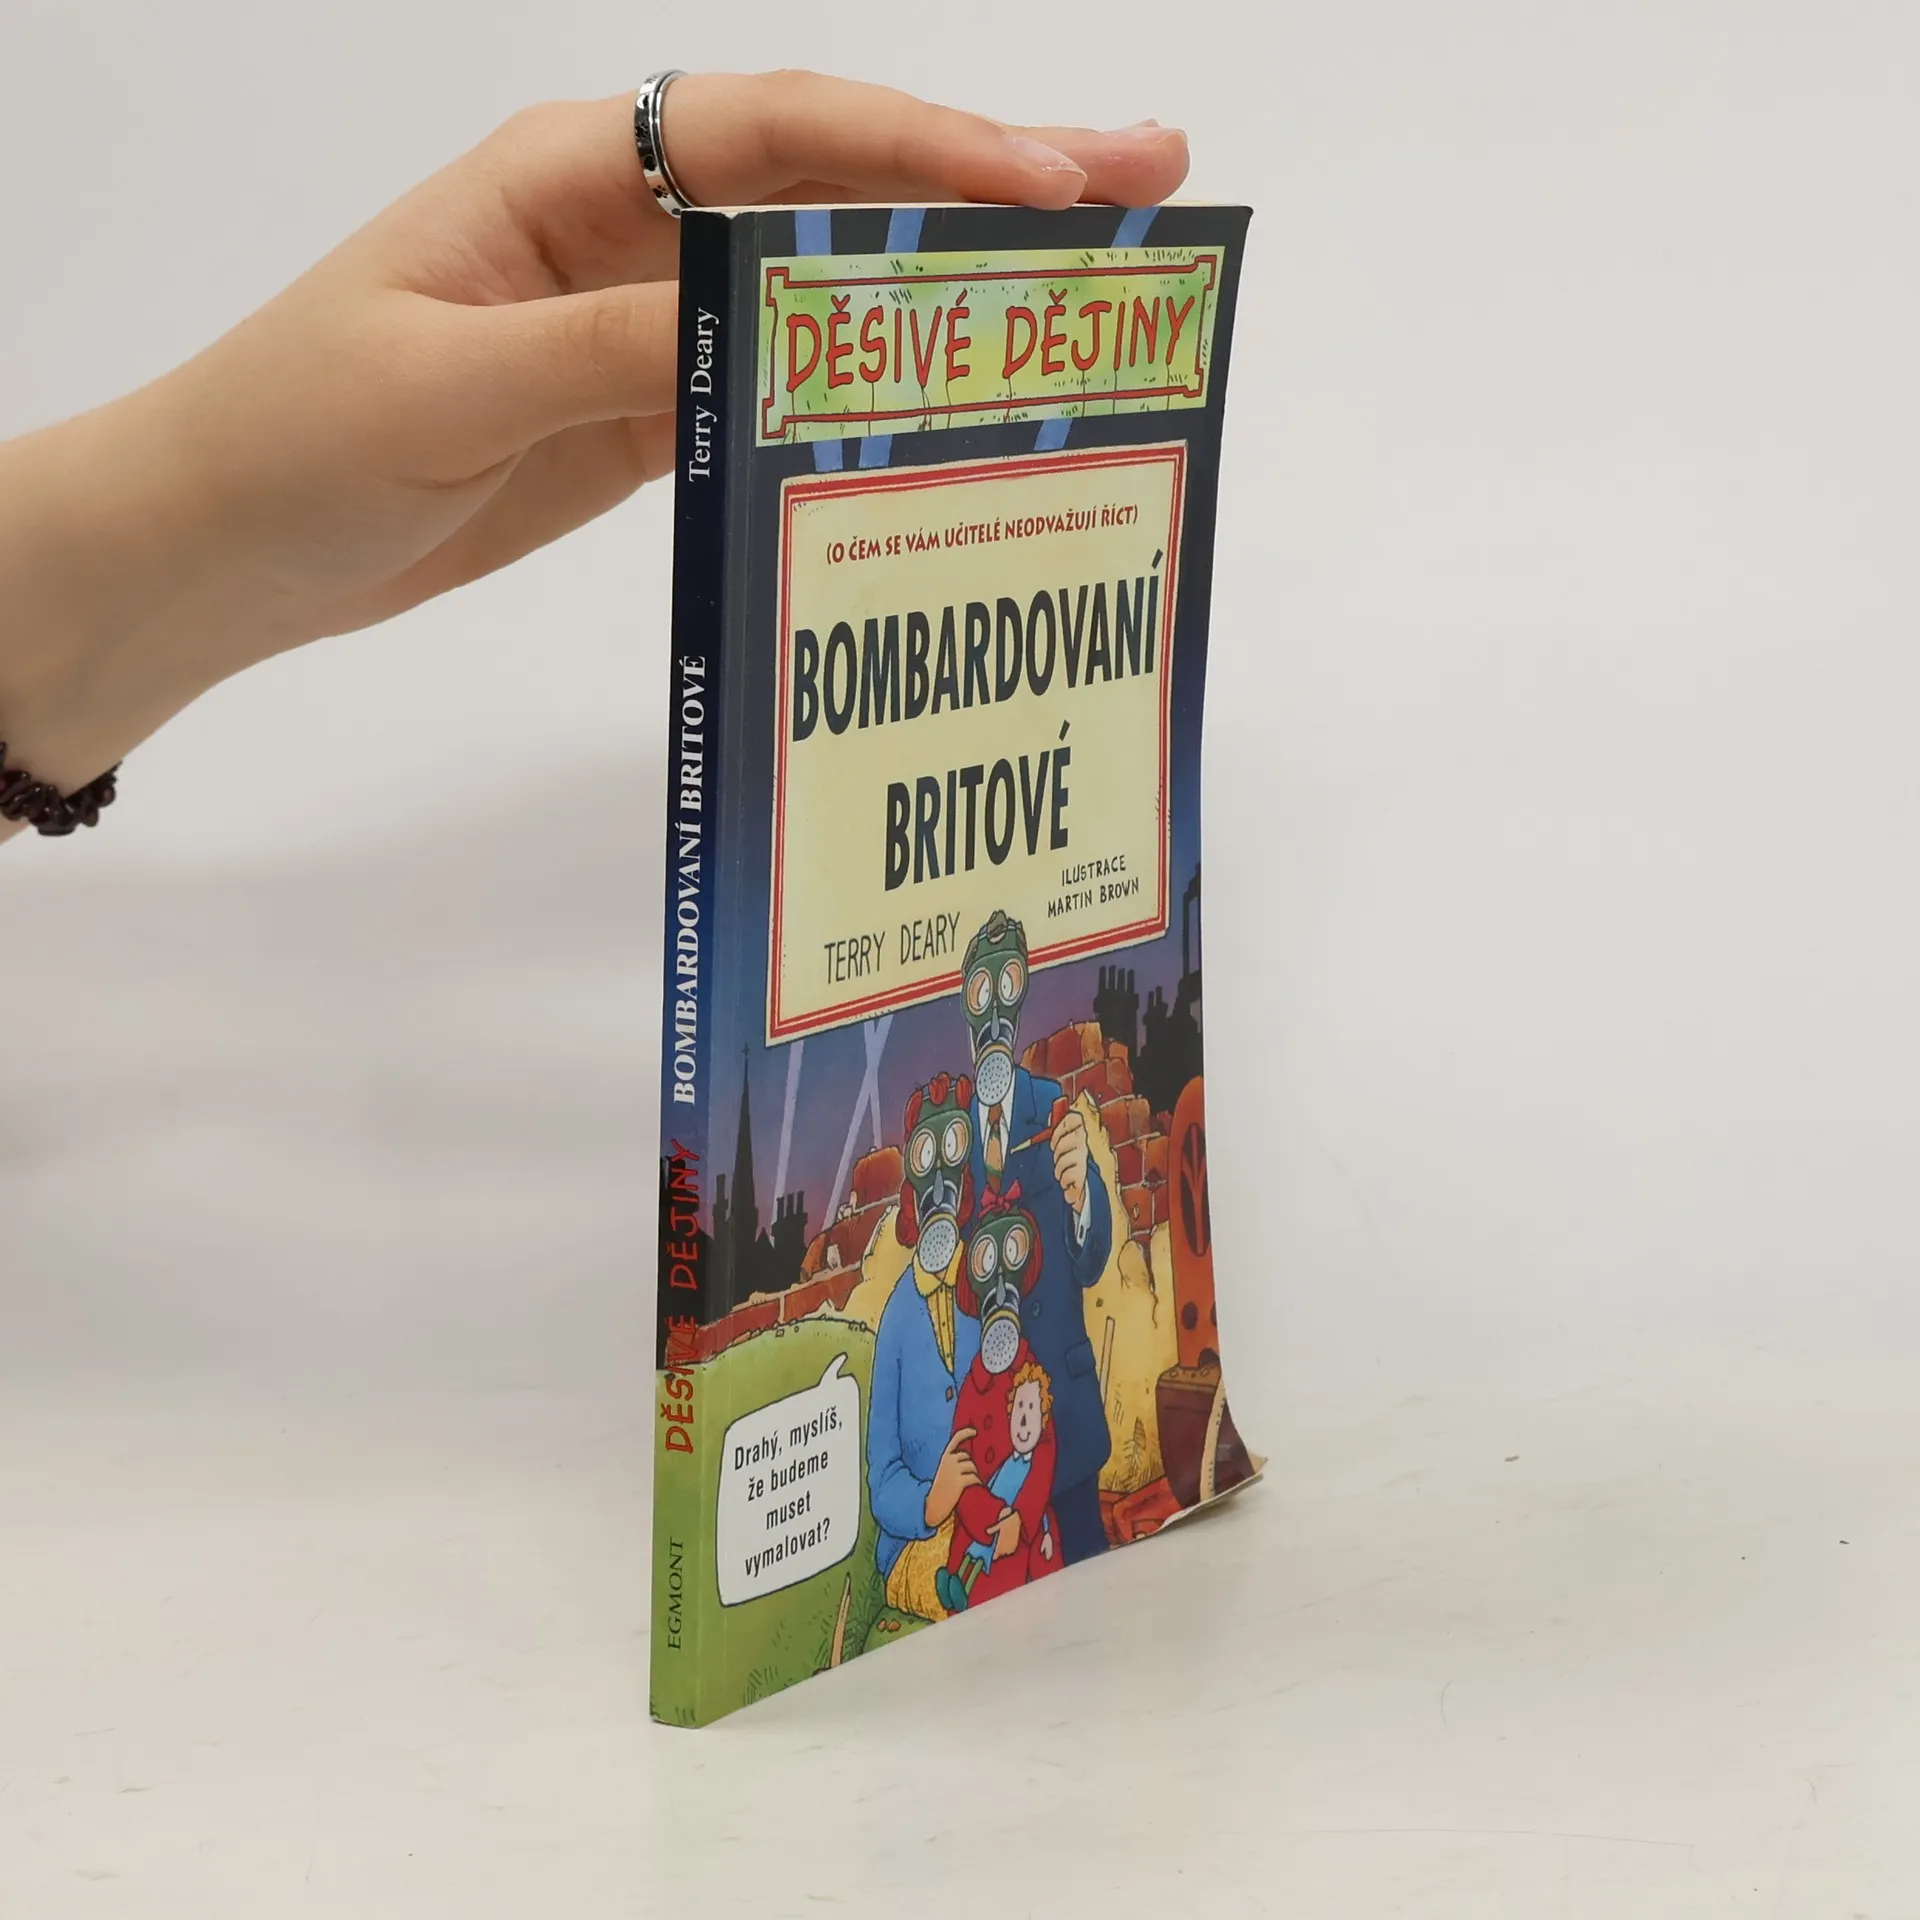 DĚSIVÉ DĚJINY
(O ČEM SE VÁM UČITELÉ NEODVAŽUJÍ ŘÍCT)
BOMBARDOVANÍ
BRITOVÉ
ILUSTRACE
MARTIN BROWN
TERRY DEARY
Drahý, myslíš,
že budeme
muset
vymalovat?
EGMONT DĚSIVÉ DĚJINY BOMBARDOVANÍ BRITOVÉ Terry Deary